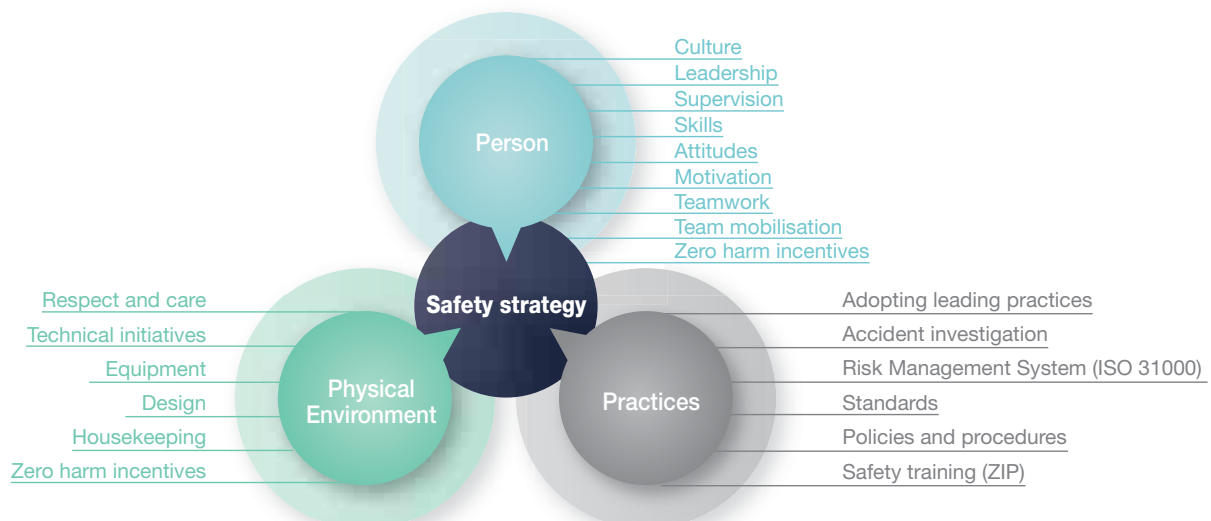 Culture
Leadership
Supervision
Skills
Attitudes
Motivation
Teamwork
Team mobilisation
Zero harm incentives
Person
Safety strategy
Respect and care
Technical initiatives
Equipment
Design
Housekeeping
Zero harm incentives
Physical
Environment
Practices
Adopting leading practices
Accident investigation
Risk Management System (ISO 31000)
Standards
Policies and procedures
Safety training (ZIP)